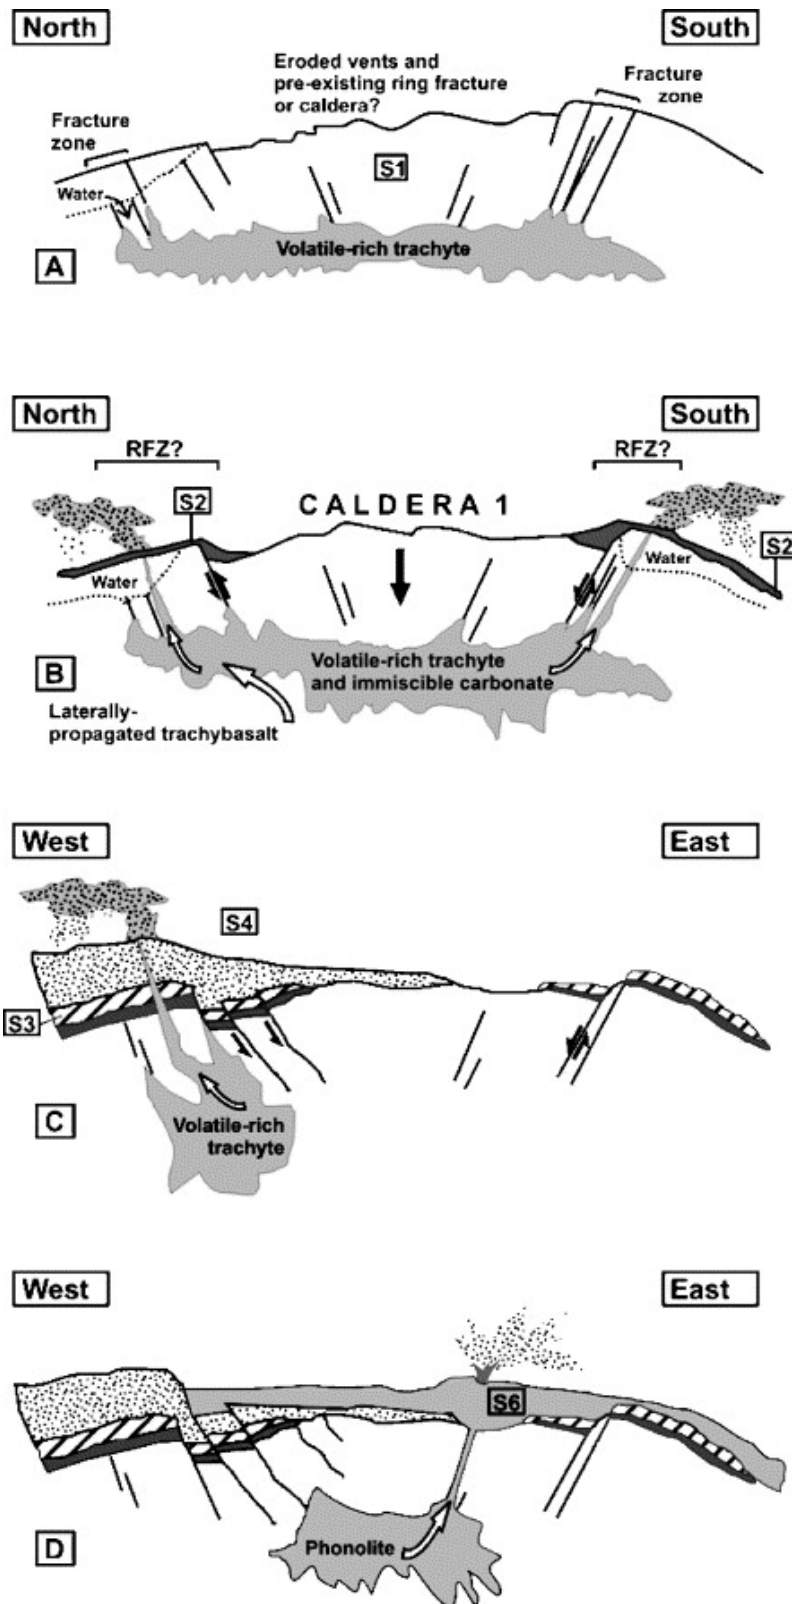 North
South
Eroded vents and
pre-existing ring fracture
or caldera?
Fracture
zone
Fracture
zone
S1
Water
Volatile-rich trachyte
A
North
South
RFZ?
RFZ?
S2
CALDERA 1
S2
Water
Water
Volatile-rich trachyte
and immiscible carbonate
B
Laterally-
propagated trachybasalt
West
East
S4
S3
Volatile-rich
trachyte
C
West
East
S6
Phonolite
D